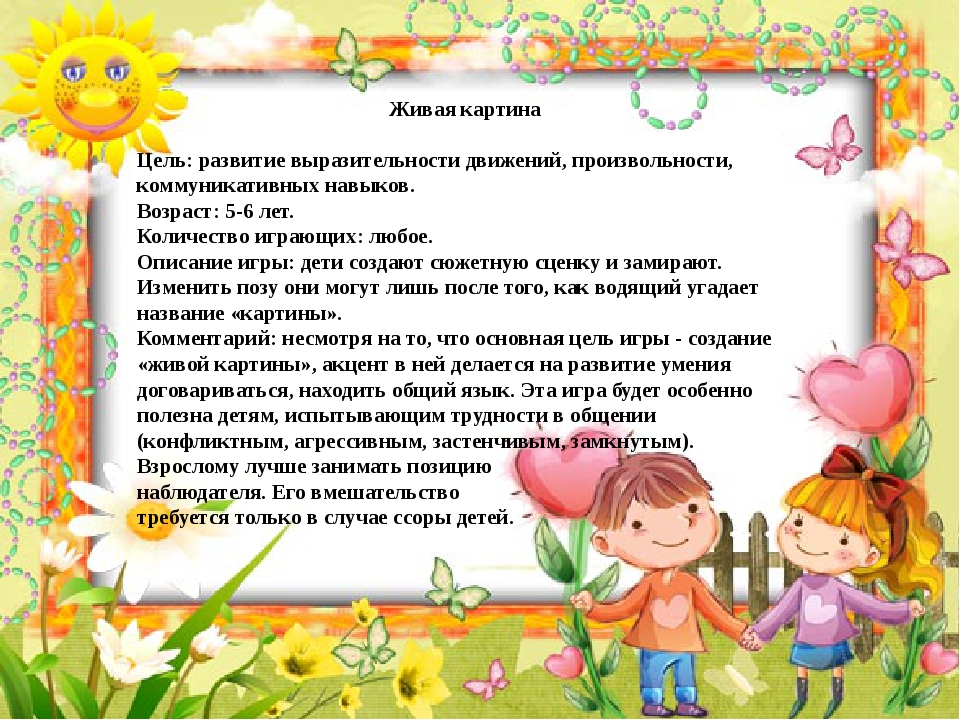 Живая картина
Цель: развитие выразительности движений, произвольности,
коммуникативных навыков.
Возраст: 5-6 лет.
Количество играющих: любое.
Описание игры: дети создают сюжетную сценку и замирают.
Изменить позу они могут лишь после того, как водящий угадает
название «картины».
Комментарий: несмотря на то, что основная цель игры - создание
«живой картины», акцент в ней делается на развитие умения
договариваться, находить общий язык. Эта игра будет особенно
полезна детям, испытывающим трудности в общении
(конфликтным, агрессивным, застенчивым, замкнутым).
Взрослому лучше занимать позицию
наблюдателя. Его вмешательство
требуется только в случае ссоры детей.